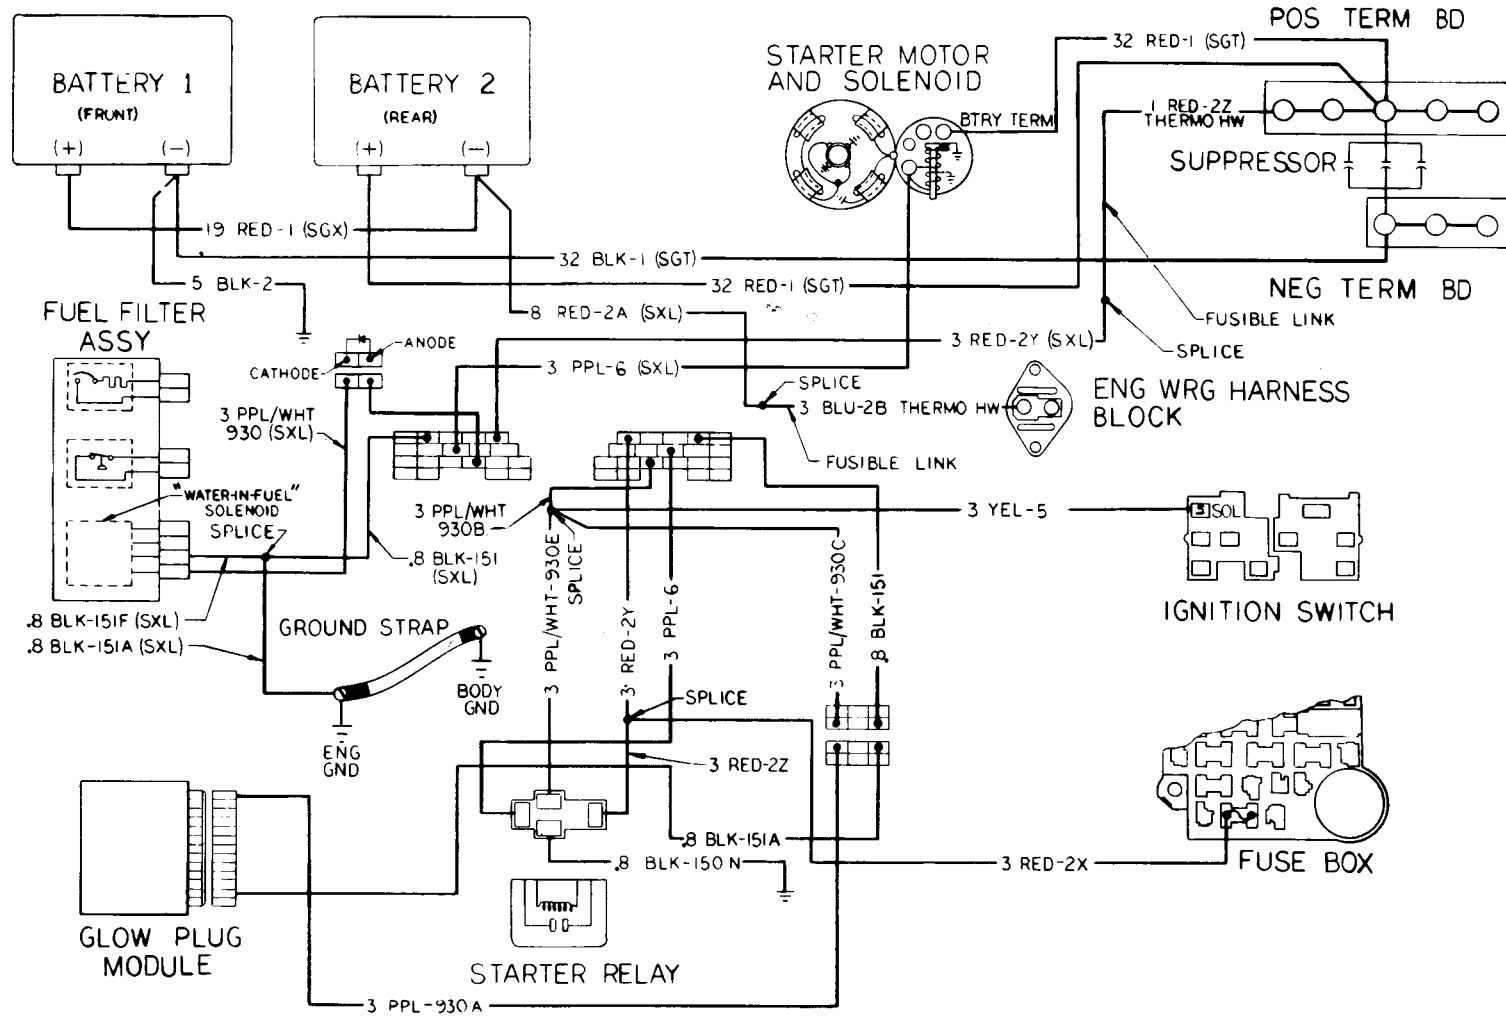 POS TERM BD
32 RED-1 (SGT)
STARTER MOTOR
AND SOLENOID
BATTERY 1
(FRONT)
(+) (−)
BATTERY 2
(REAR)
(+) (−)
BTRY TERM
1 RED-2Z
THERMO HW
SUPPRESSOR
19 RED-1 (SGX)
32 BLK-1 (SGT)
5 BLK-2
32 RED-1 (SGT)
NEG TERM BD
FUEL FILTER
ASSY
8 RED-2A (SXL)
FUSIBLE LINK
ANODE
CATHODE
3 RED-2Y (SXL)
SPLICE
3 PPL-6 (SXL)
SPLICE
3 BLU-2B THERMO HW
ENG WRG HARNESS
BLOCK
3 PPL/WHT
930 (SXL)
FUSIBLE LINK
"WATER-IN-FUEL"
SOLENOID
SPLICE
3 PPL/WHT
930B
3 YEL-5
3 SOL
.8 BLK-151
(SXL)
3 PPL/WHT-930E
SPLICE
3 RED-2Y
3 PPL-6
3 PPL/WHT-930C
.8 BLK-151
IGNITION SWITCH
.8 BLK-151F (SXL)
.8 BLK-151A (SXL)
GROUND STRAP
BODY
GND
ENG
GND
SPLICE
3 RED-2Z
.8 BLK-151A
.8 BLK-150 N
3 RED-2X
FUSE BOX
GLOW PLUG
MODULE
STARTER RELAY
3 PPL-930A